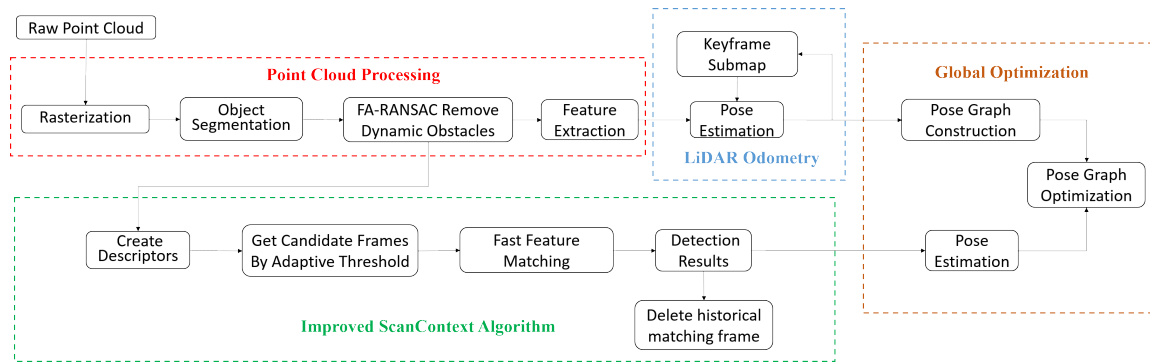 Raw Point Cloud
Point Cloud Processing
Rasterization
Object
Segmentation
FA-RANSAC Remove
Dynamic Obstacles
Feature
Extraction
Keyframe
Submap
Pose
Estimation
LiDAR Odometry
Global Optimization
Pose Graph
Construction
Pose Graph
Optimization
Pose
Estimation
Create
Descriptors
Get Candidate Frames
By Adaptive Threshold
Fast Feature
Matching
Detection
Results
Delete historical
matching frame
Improved ScanContext Algorithm